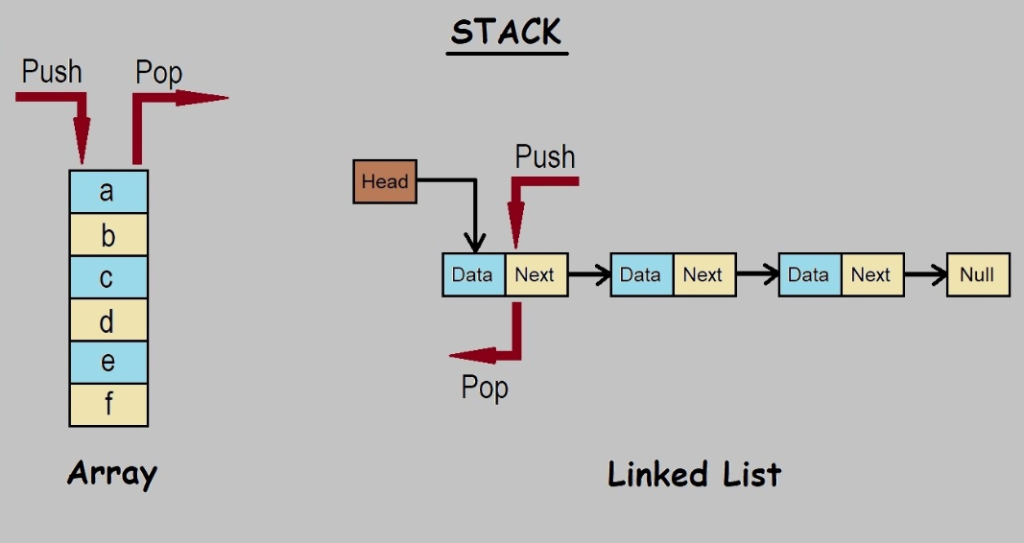 STACK
Push Pop
a
b
c
d
e
f
Array
Push
Head
Data Next Data Next Data Next Null
Pop
Linked List